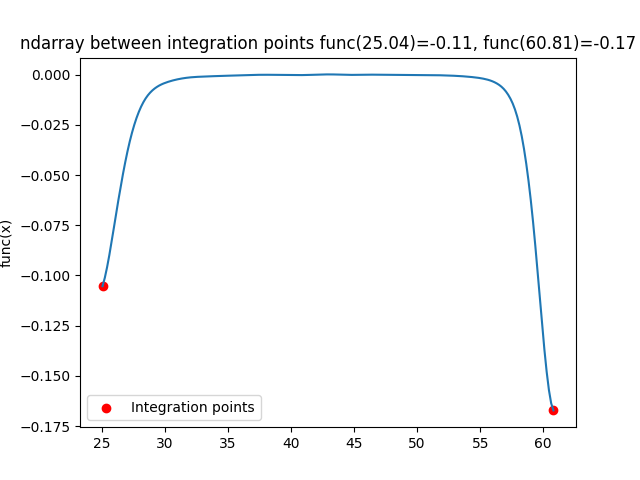 ndarray between integration points func(25.04)=-0.11, func(60.81)=-0.17
func(x)
0.000
−0.025
−0.050
−0.075
−0.100
−0.125
−0.150
−0.175
Integration points
25 30 35 40 45 50 55 60